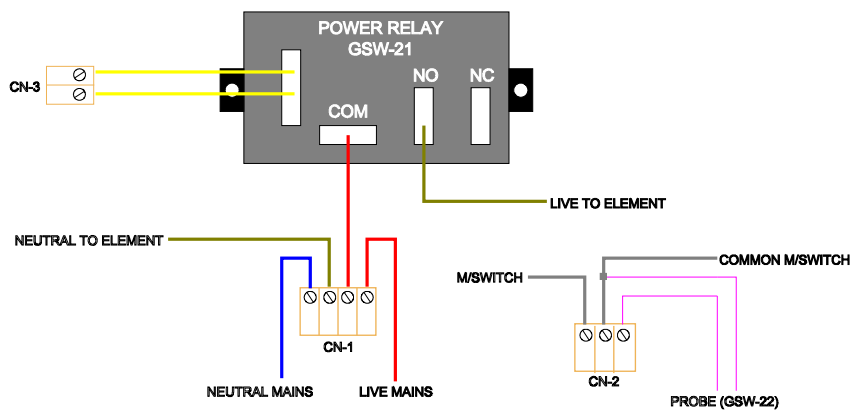 POWER RELAY
GSW-21
NO
NC
CN-3
COM
LIVE TO ELEMENT
NEUTRAL TO ELEMENT
COMMON M/SWITCH
M/SWITCH
CN-1
CN-2
NEUTRAL MAINS
LIVE MAINS
PROBE (GSW-22)